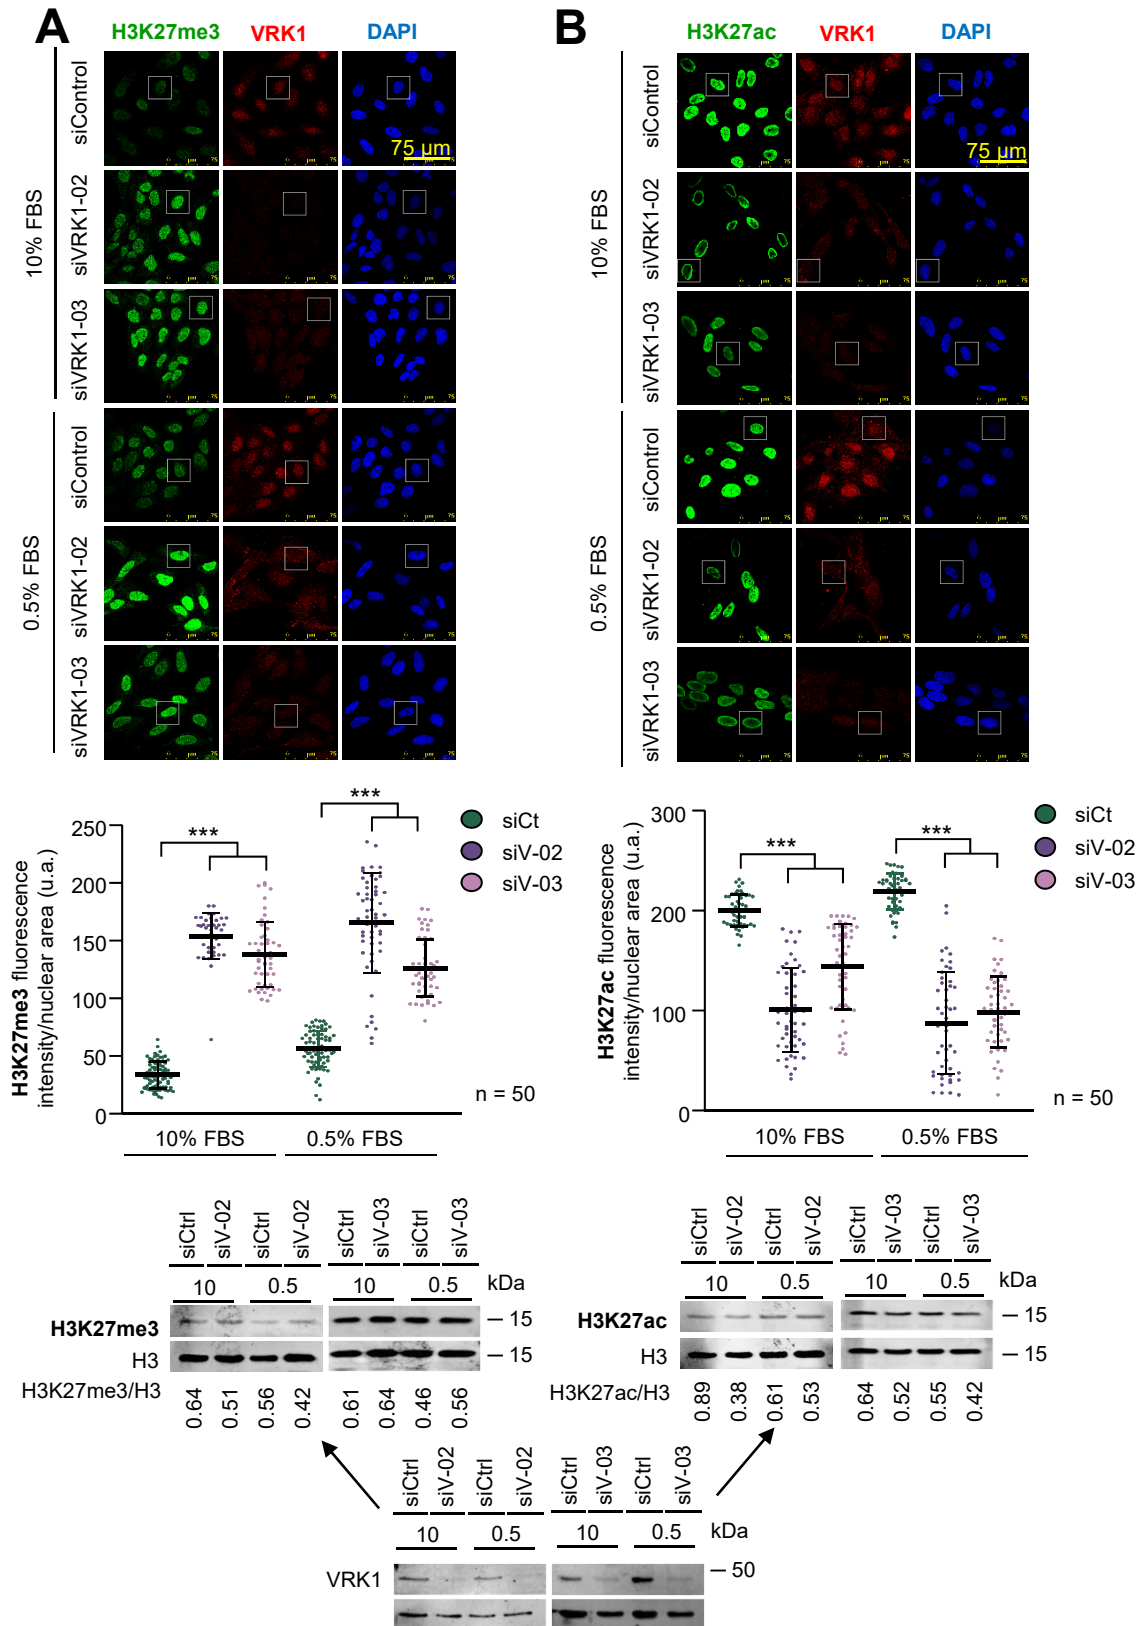 A
H3K27me3 VRK1 DAPI
10% FBS
siControl
75 µm
siVRK1-02
siVRK1-03
0.5% FBS
siControl
siVRK1-02
siVRK1-03
B
H3K27ac VRK1 DAPI
10% FBS
siControl
75 µm
siVRK1-02
siVRK1-03
0.5% FBS
siControl
siVRK1-02
siVRK1-03
H3K27me3 fluorescence
intensity/nuclear area (u.a.)
250
200
150
100
50
0
***
***
siCt
siV-02
siV-03
n = 50
10% FBS 0.5% FBS
H3K27ac fluorescence
intensity/nuclear area (u.a.)
300
200
100
0
***
***
siCt
siV-02
siV-03
n = 50
10% FBS 0.5% FBS
siCtrl siV-02 siCtrl siV-02 siCtrl siV-03 siCtrl siV-03
10 0.5 10 0.5 kDa
H3K27me3 15
H3 15
H3K27me3/H3 0.64 0.51 0.56 0.42 0.61 0.64 0.46 0.56
siCtrl siV-02 siCtrl siV-02 siCtrl siV-03 siCtrl siV-03
10 0.5 10 0.5 kDa
H3K27ac 15
H3 15
H3K27ac/H3 0.89 0.38 0.61 0.53 0.64 0.52 0.55 0.42
siCtrl siV-02 siCtrl siV-02 siCtrl siV-03 siCtrl siV-03
10 0.5 10 0.5 kDa
VRK1 50